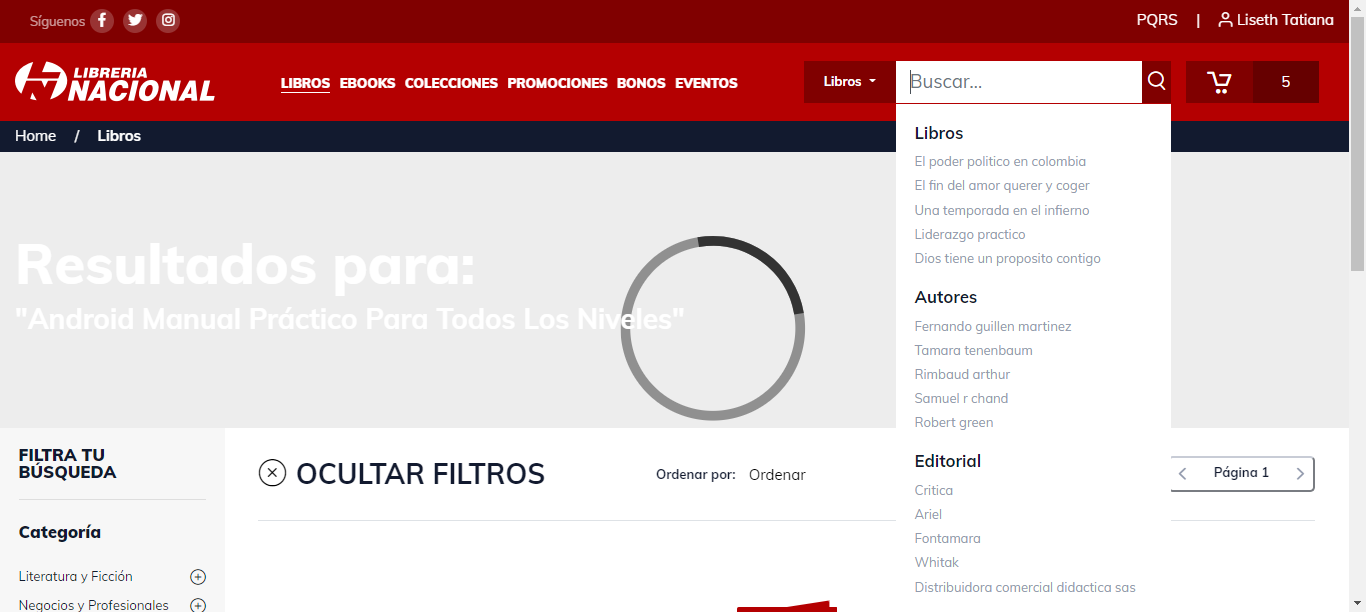 Síguenos
PQRS | Liseth Tatiana
LIBRERIA
NACIONAL
LIBROS EBOOKS COLECCIONES PROMOCIONES BONOS EVENTOS
Libros
Buscar...
5
Home / Libros
Resultados para:
"Android Manual Práctico Para Todos Los Niveles"
Libros
El poder politico en colombia
El fin del amor querer y coger
Una temporada en el infierno
Liderazgo practico
Dios tiene un proposito contigo
Autores
Fernando guillen martinez
Tamara tenenbaum
Rimbaud arthur
Samuel r chand
Robert green
Editorial
Critica
Ariel
Fontamara
Whitak
Distribuidora comercial didactica sas
FILTRA TU
BÚSQUEDA
Categoría
Literatura y Ficción
Negocios y Profesionales
OCULTAR FILTROS
Ordenar por: Ordenar
Página 1